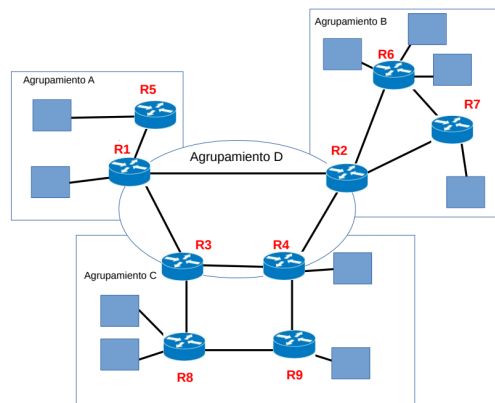 Agrupamiento B
R6
Agrupamiento A
R5
R7
R1
R2
Agrupamiento D
R3
R4
Agrupamiento C
R8
R9